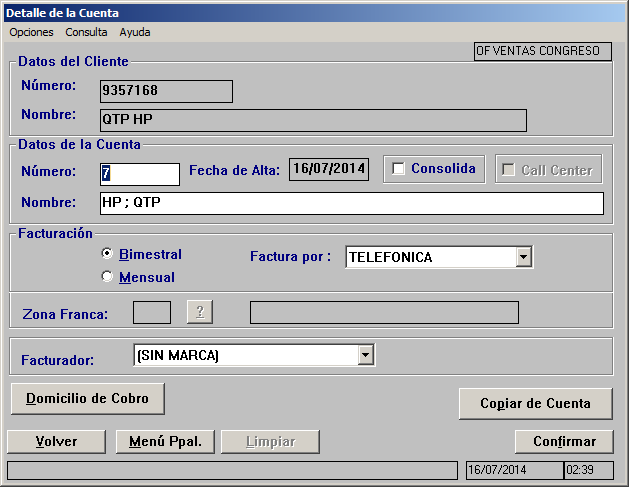 Detalle de la Cuenta
Opciones Consulta Ayuda
OF VENTAS CONGRESO
Datos del Cliente
Número: 9357168
Nombre: QTP HP
Datos de la Cuenta
Número: 7 Fecha de Alta: 16/07/2014 Consolida Call Center
Nombre: HP ; QTP
Facturación
Bimestral Factura por : TELEFONICA
Mensual
Zona Franca: ?
Facturador: (SIN MARCA)
Domicilio de Cobro Copiar de Cuenta
Volver Menú Ppal. Limpiar Confirmar
16/07/2014 02:39